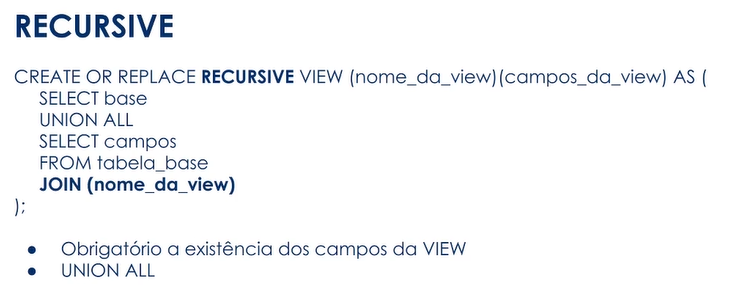 RECURSIVE
CREATE OR REPLACE RECURSIVE VIEW (nome_da_view)(campos_da_view) AS (
SELECT base
UNION ALL
SELECT campos
FROM tabela_base
JOIN (nome_da_view)
);
● Obrigatório a existência dos campos da VIEW
● UNION ALL